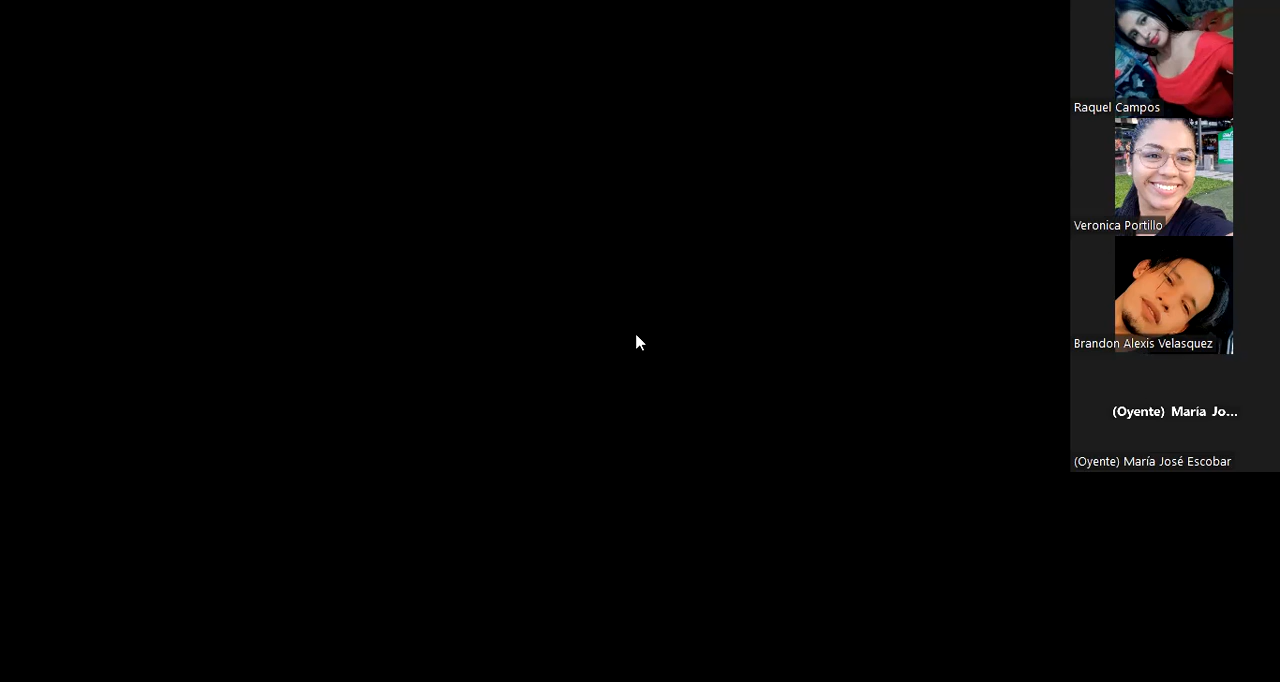 Raquel Campos
Veronica Portillo
Brandon Alexis Velasquez
(Oyente) María Jo...
(Oyente) María José Escobar